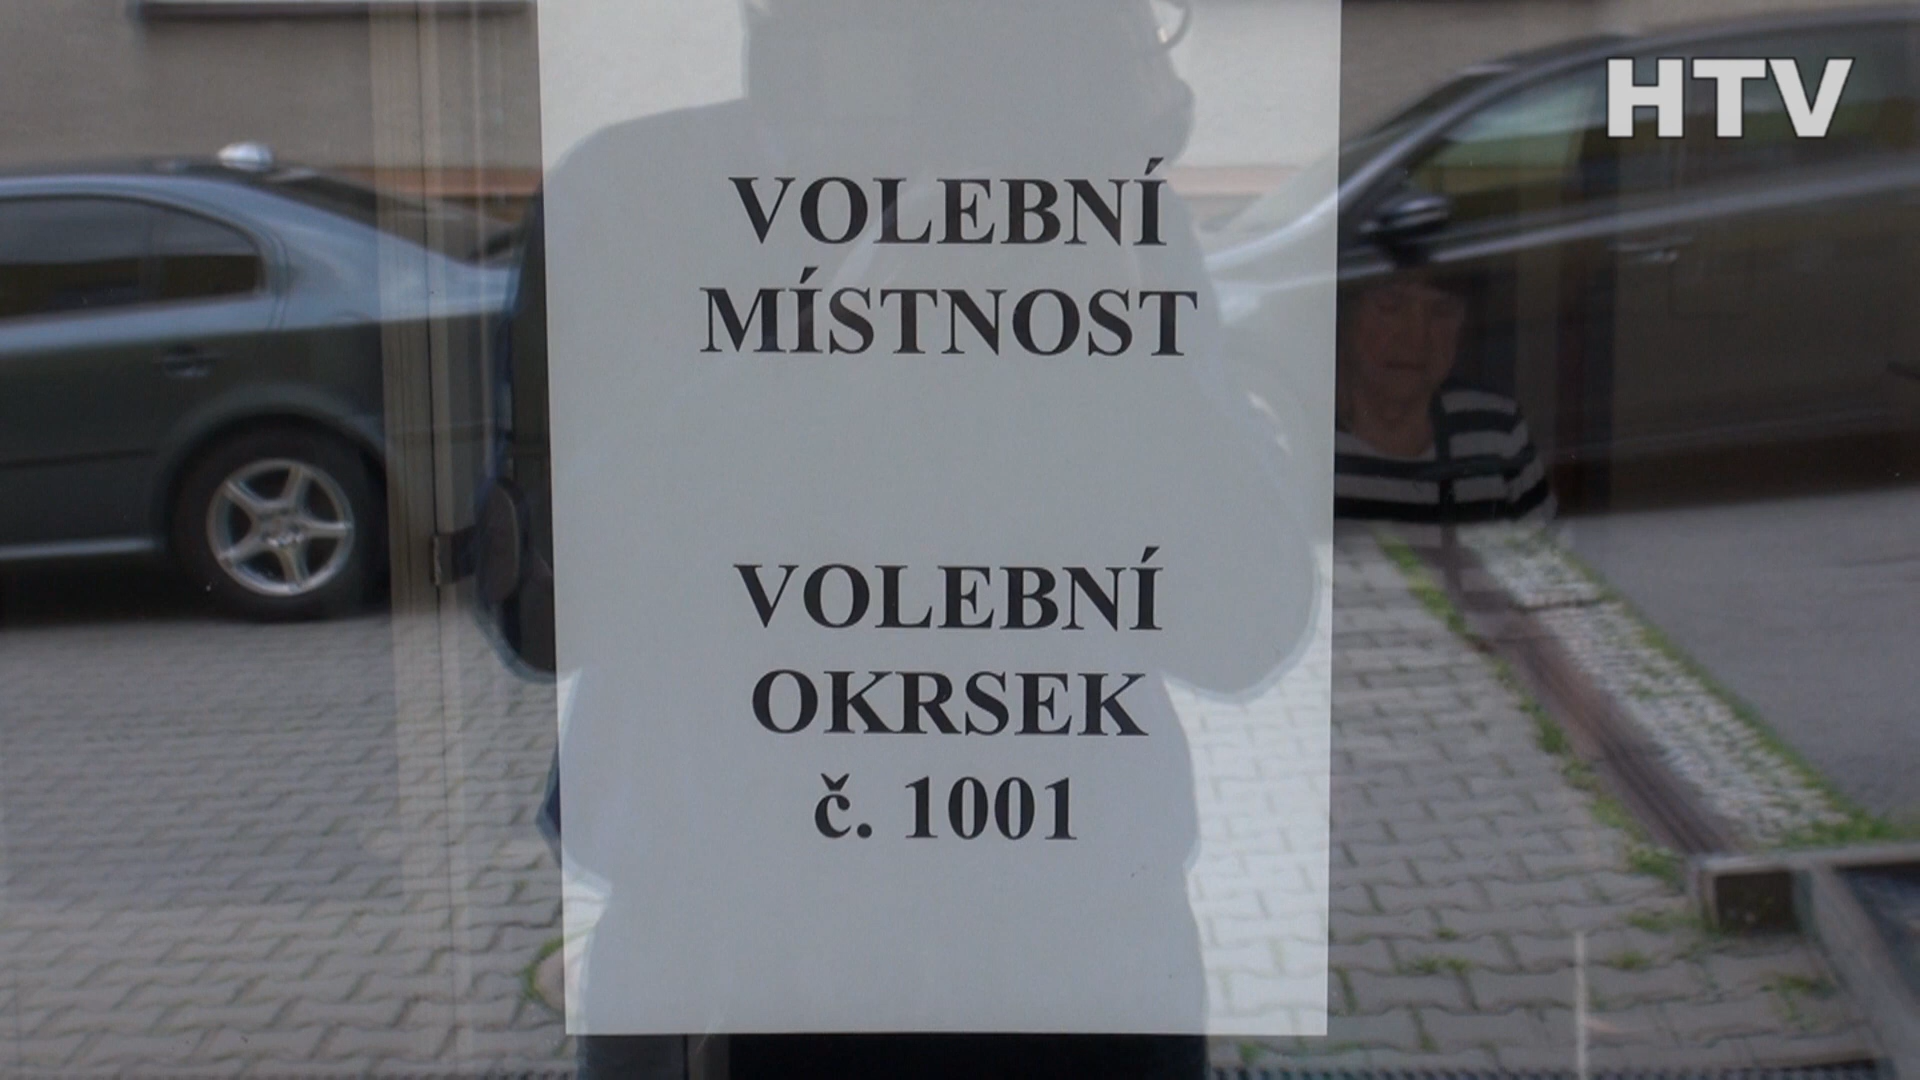 HTV
VOLEBNÍ
MÍSTNOST
VOLEBNÍ
OKRSEK
č. 1001